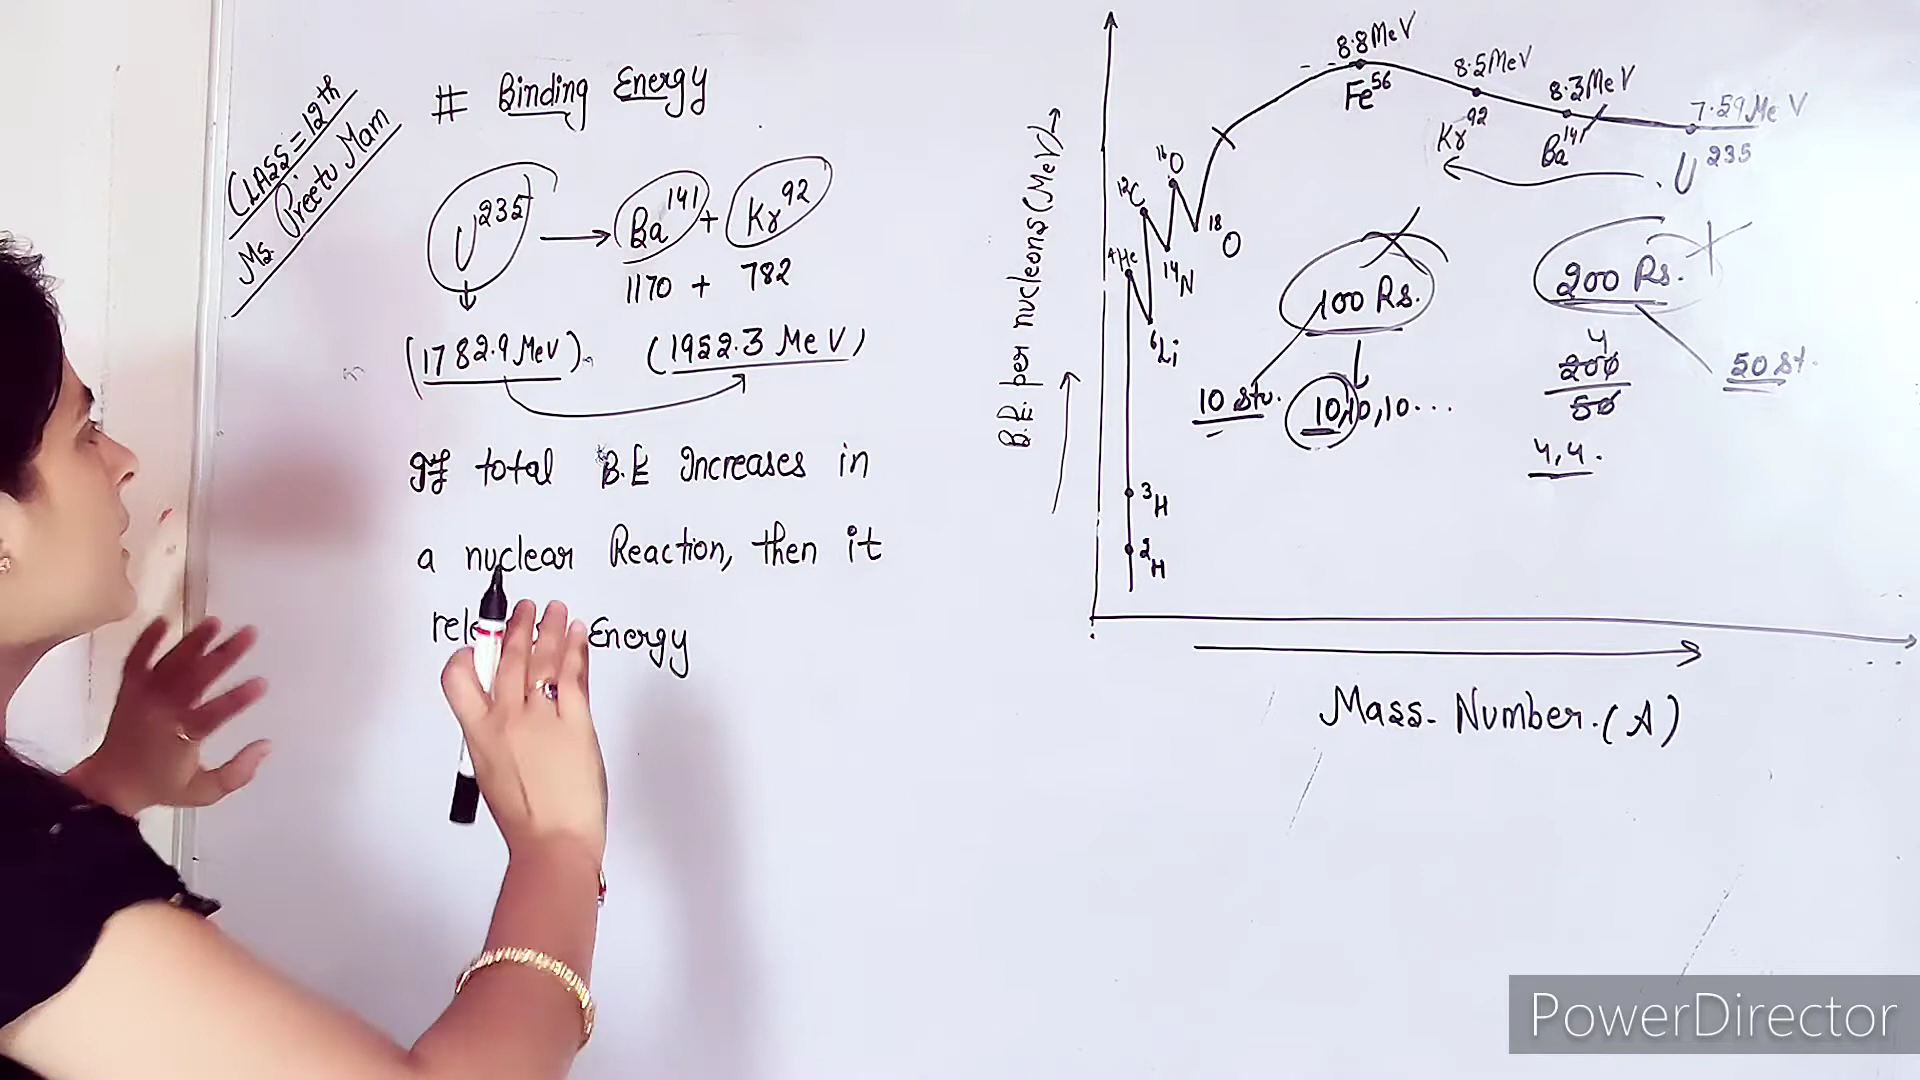 CLASS = 12th
Ms. Preetu Mam
# Binding Energy
U235 → Ba141 + Kr92
1170 + 782
(1782.9 MeV). (1952.3 MeV)
If total B.E Increases in
a nuclear Reaction, then it
Energy
B.E. per nucleons (MeV) →
8.8 MeV
Fe56
8.5 MeV
Kr92
8.3 MeV
Ba141
7.59 MeV
U235
16O
12C
18O
4He
14N
6Li
3H
2H
100 Rs.
10 stu.
10,10,10...
200 Rs.
4
200
50
50 st.
4,4.
Mass. Number. (A)
PowerDirector